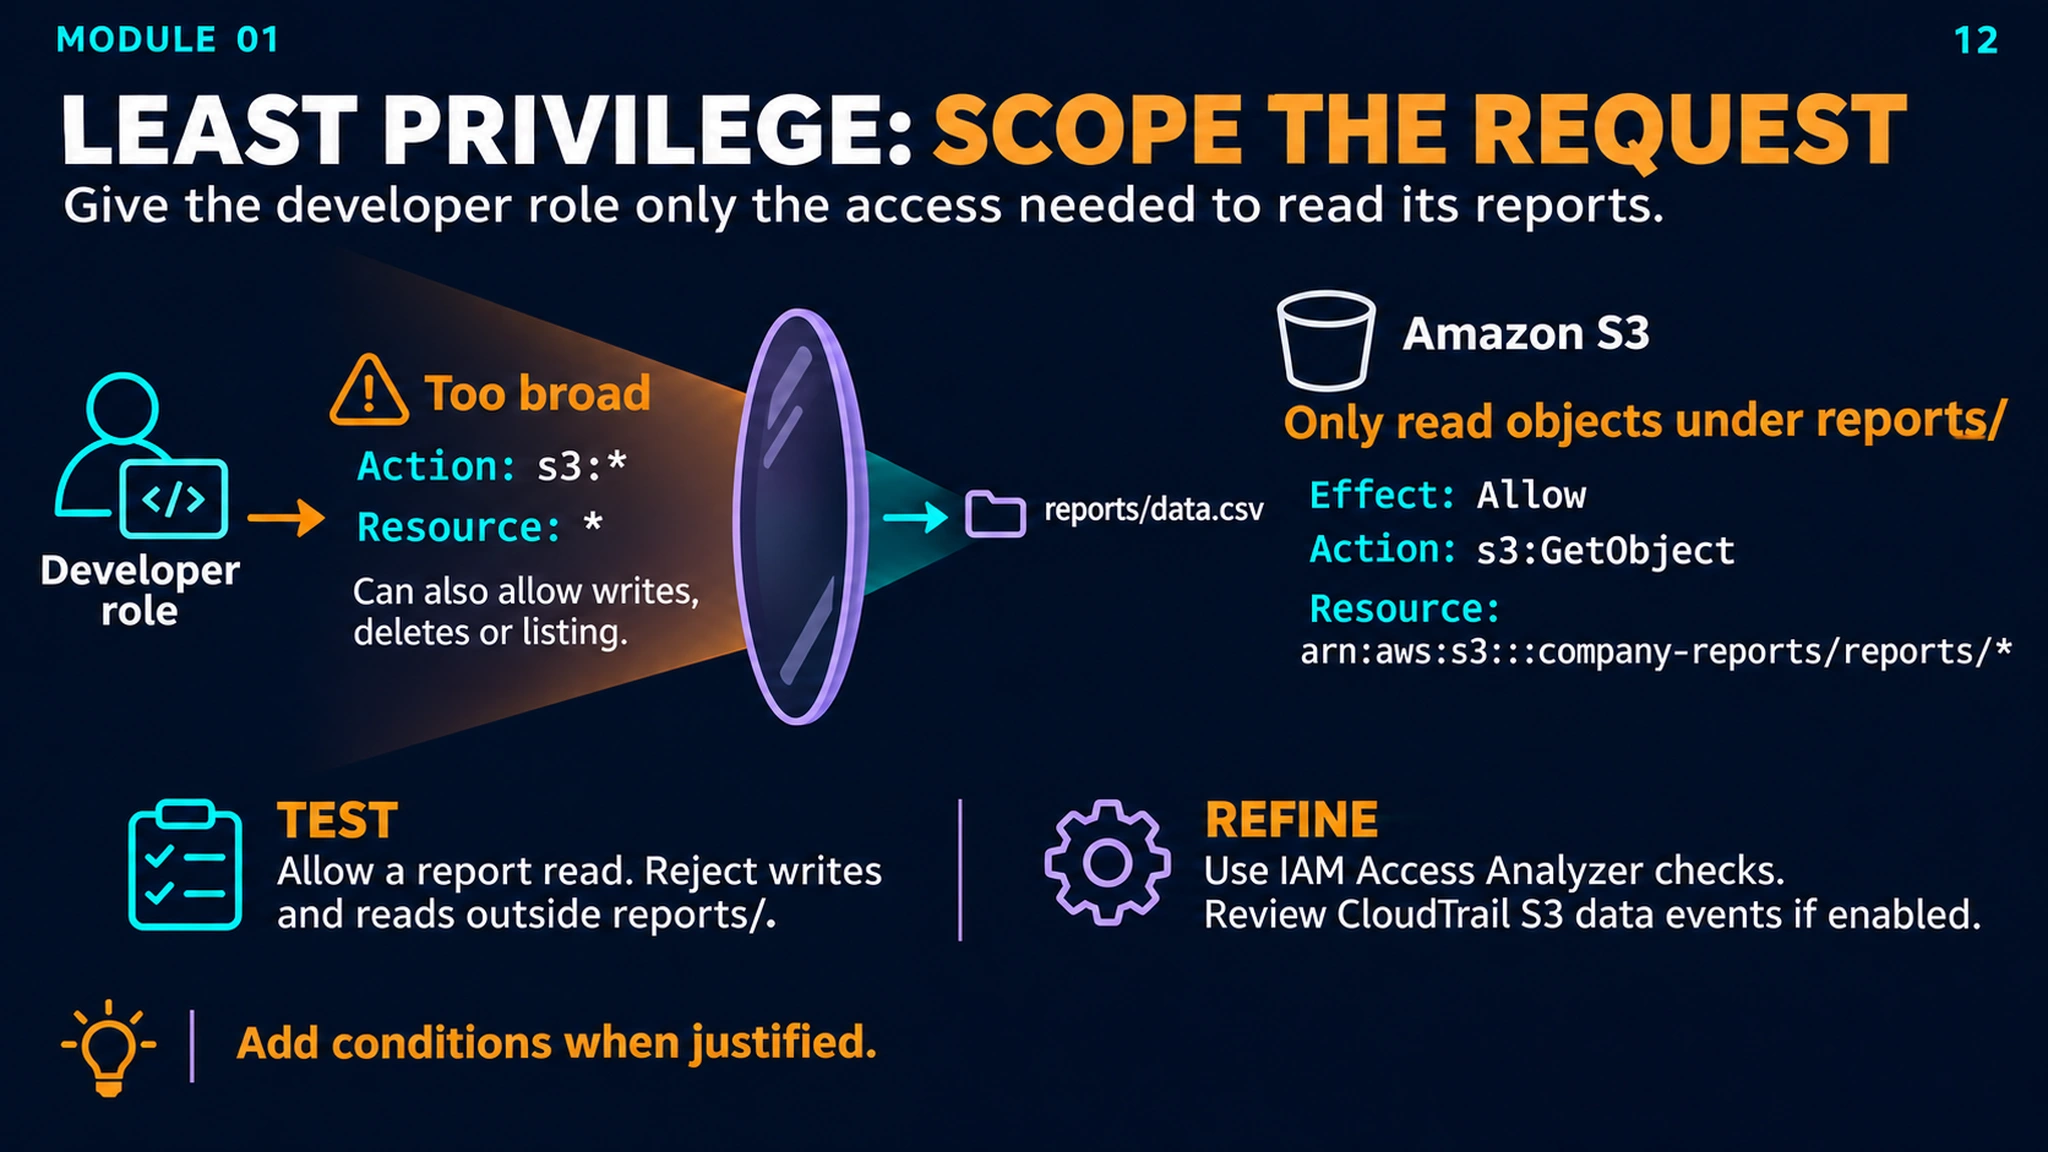 MODULE 01
12
LEAST PRIVILEGE: SCOPE THE REQUEST
Give the developer role only the access needed to read its reports.
</>
Developer
role
Too broad
Action: s3:*
Resource: *
Can also allow writes,
deletes or listing.
reports/data.csv
Amazon S3
Only read objects under reports/
Effect: Allow
Action: s3:GetObject
Resource:
arn:aws:s3:::company-reports/reports/*
TEST
Allow a report read. Reject writes
and reads outside reports/.
REFINE
Use IAM Access Analyzer checks.
Review CloudTrail S3 data events if enabled.
Add conditions when justified.